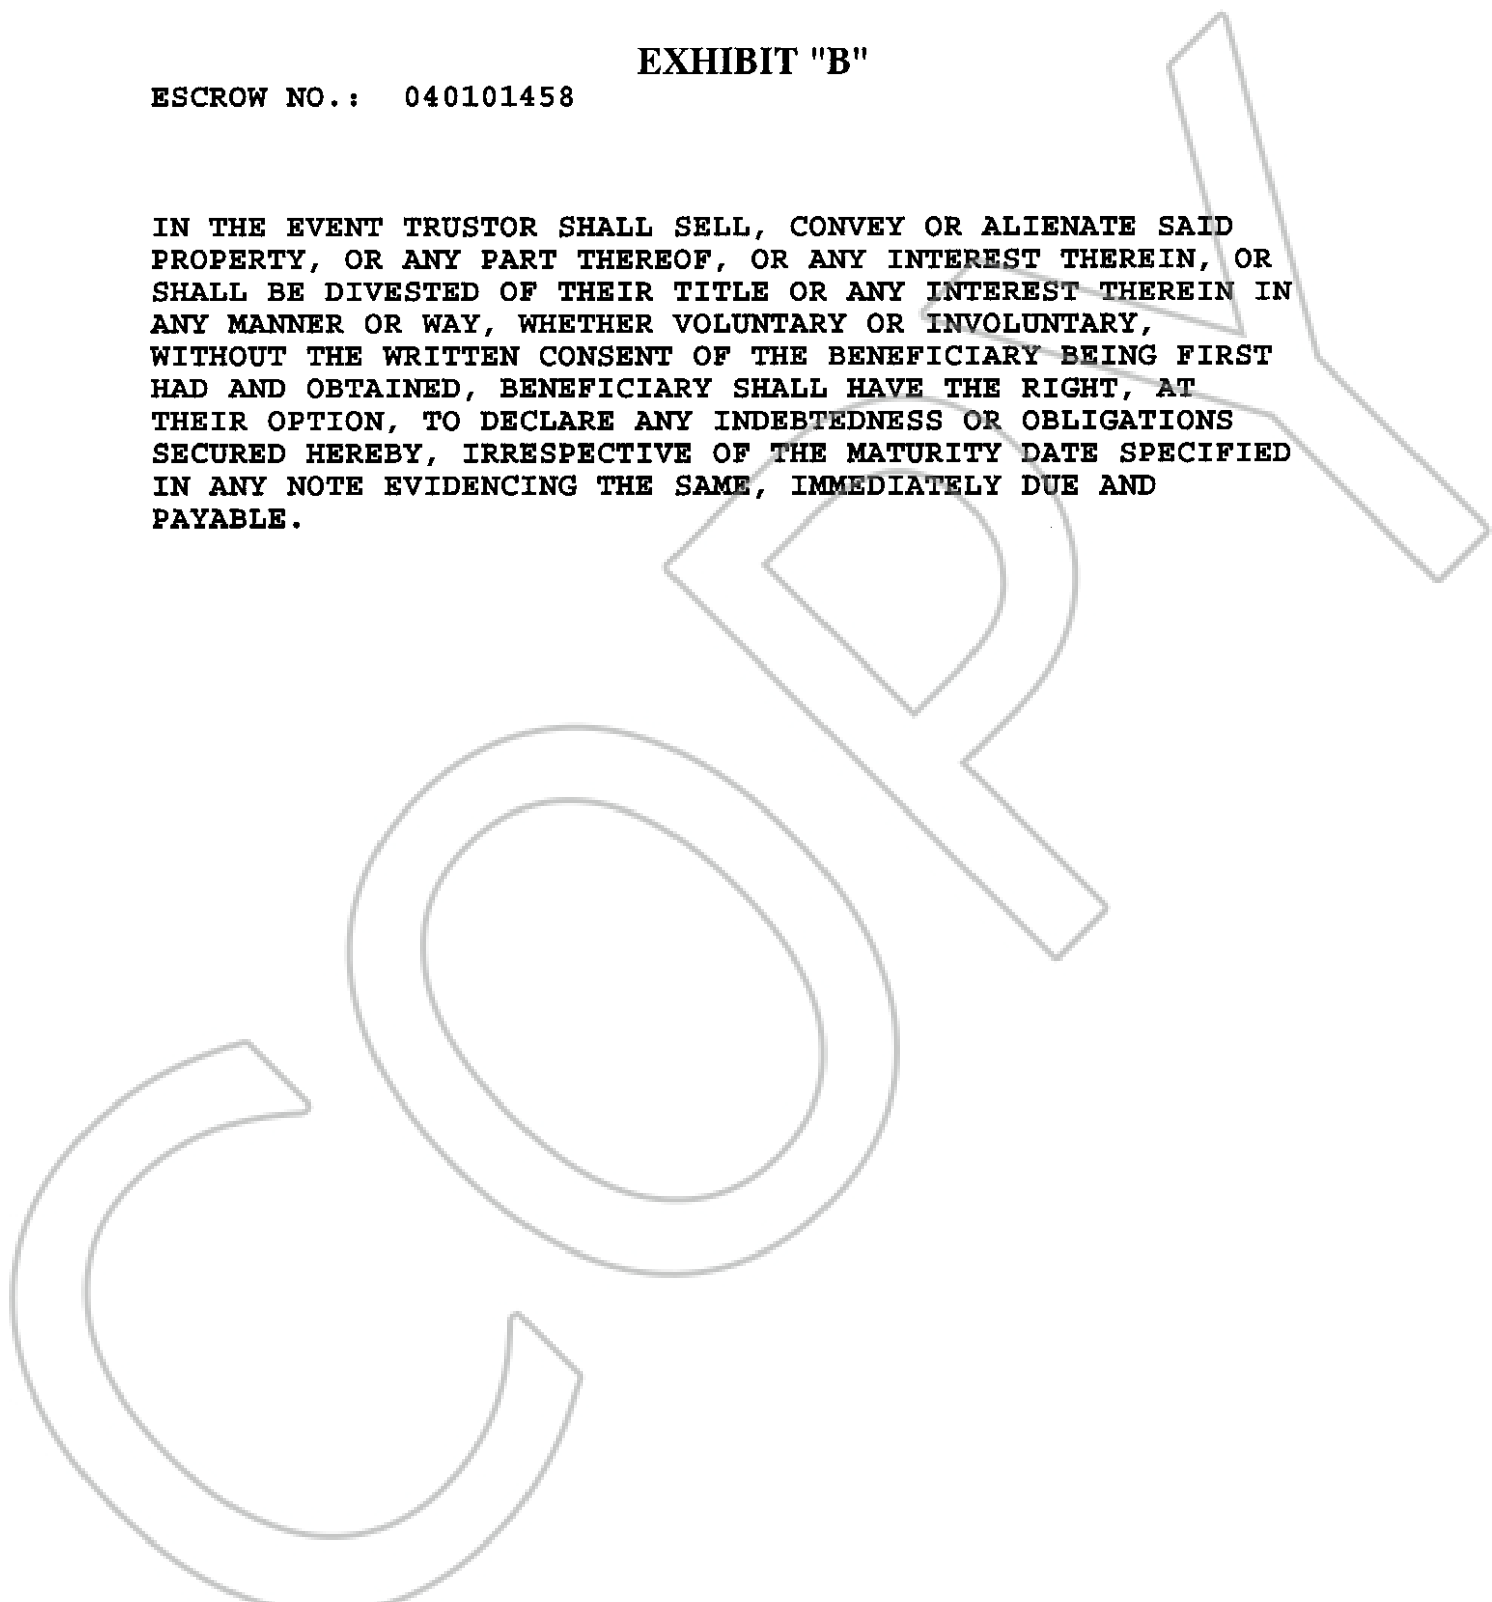 EXHIBIT "B"
ESCROW NO.: 040101458
IN THE EVENT TRUSTOR SHALL SELL, CONVEY OR ALIENATE SAID
PROPERTY, OR ANY PART THEREOF, OR ANY INTEREST THEREIN, OR
SHALL BE DIVESTED OF THEIR TITLE OR ANY INTEREST THEREIN IN
ANY MANNER OR WAY, WHETHER VOLUNTARY OR INVOLUNTARY,
WITHOUT THE WRITTEN CONSENT OF THE BENEFICIARY BEING FIRST
HAD AND OBTAINED, BENEFICIARY SHALL HAVE THE RIGHT, AT
THEIR OPTION, TO DECLARE ANY INDEBTEDNESS OR OBLIGATIONS
SECURED HEREBY, IRRESPECTIVE OF THE MATURITY DATE SPECIFIED
IN ANY NOTE EVIDENCING THE SAME, IMMEDIATELY DUE AND
PAYABLE.
COPY